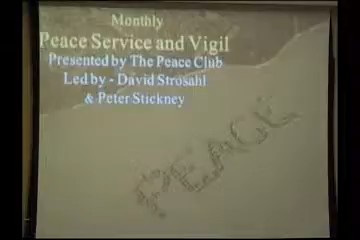 Monthly
Peace Service and Vigil
Presented by The Peace Club
Led by - David Strosahl
& Peter Stickney
PEACE